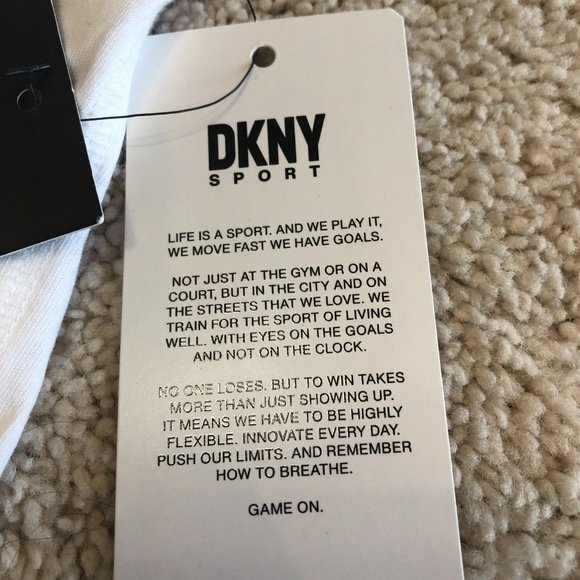 DKNY
SPORT
LIFE IS A SPORT. AND WE PLAY IT,
WE MOVE FAST WE HAVE GOALS.
NOT JUST AT THE GYM OR ON A
COURT, BUT IN THE CITY AND ON
THE STREETS THAT WE LOVE. WE
TRAIN FOR THE SPORT OF LIVING
WELL. WITH EYES ON THE GOALS
AND NOT ON THE CLOCK.
NO ONE LOSES. BUT TO WIN TAKES
MORE THAN JUST SHOWING UP.
IT MEANS WE HAVE TO BE HIGHLY
FLEXIBLE. INNOVATE EVERY DAY.
PUSH OUR LIMITS. AND REMEMBER
HOW TO BREATHE.
GAME ON.